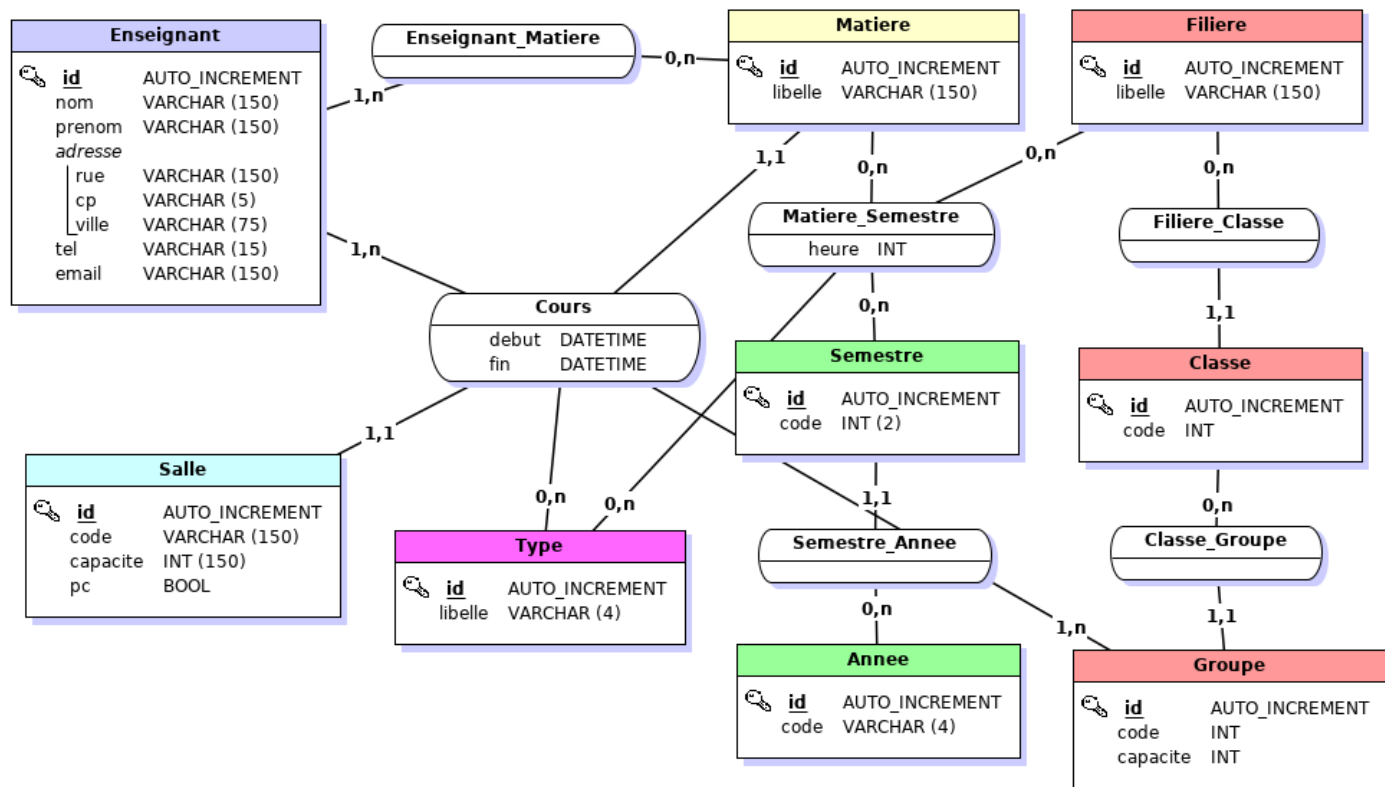 Enseignant
id AUTO_INCREMENT
nom VARCHAR (150)
prenom VARCHAR (150)
adresse
rue VARCHAR (150)
cp VARCHAR (5)
ville VARCHAR (75)
tel VARCHAR (15)
email VARCHAR (150)
1,n
Enseignant_Matiere
0,n
Matiere
id AUTO_INCREMENT
libelle VARCHAR (150)
Filiere
id AUTO_INCREMENT
libelle VARCHAR (150)
1,1
0,n
0,n
0,n
Matiere_Semestre
heure INT
Filiere_Classe
1,n
Cours
debut DATETIME
fin DATETIME
0,n
1,1
Semestre
id AUTO_INCREMENT
code INT (2)
Classe
id AUTO_INCREMENT
code INT
1,1
Salle
id AUTO_INCREMENT
code VARCHAR (150)
capacite INT (150)
pc BOOL
0,n
0,n
1,1
0,n
Type
id AUTO_INCREMENT
libelle VARCHAR (4)
Semestre_Annee
Classe_Groupe
0,n
1,n
1,1
Annee
id AUTO_INCREMENT
code VARCHAR (4)
Groupe
id AUTO_INCREMENT
code INT
capacite INT